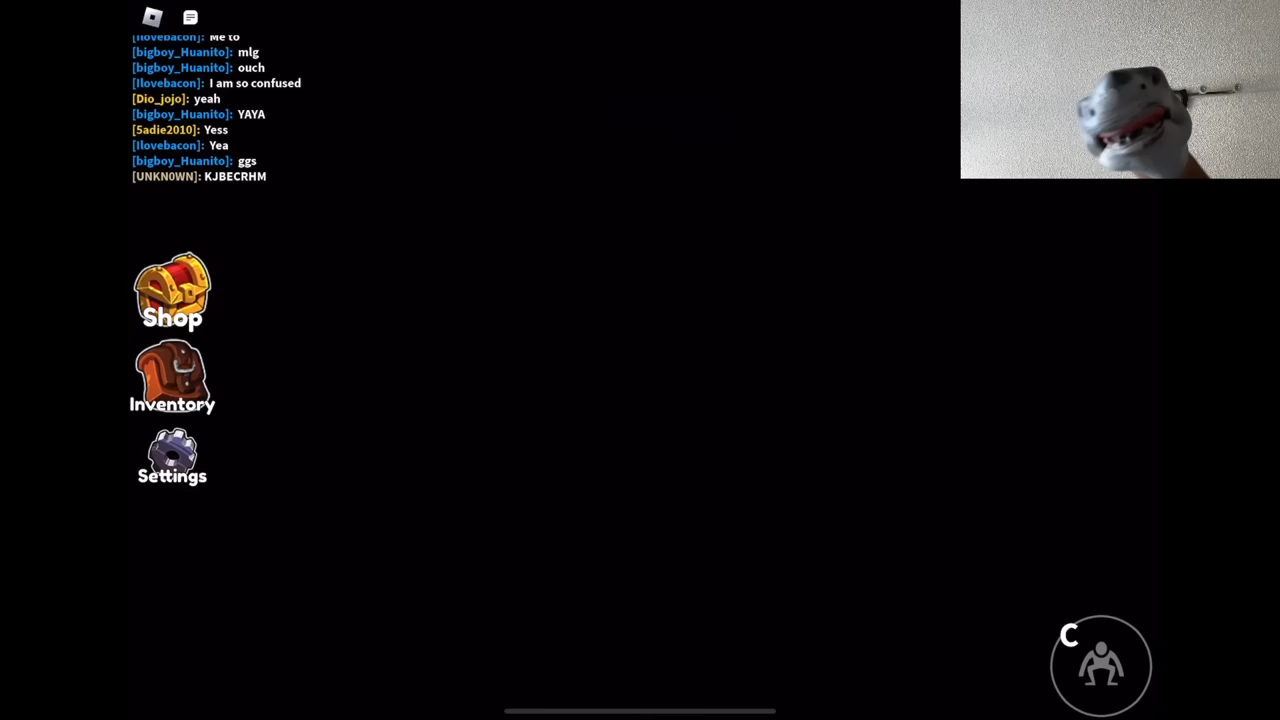 [Ilovebacon]: Me to
[bigboy_Huanito]: mlg
[bigboy_Huanito]: ouch
[Ilovebacon]: I am so confused
[Dio_jojo]: yeah
[bigboy_Huanito]: YAYA
[5adie2010]: Yess
[Ilovebacon]: Yea
[bigboy_Huanito]: ggs
[UNKN0WN]: KJBECRHM
Shop
Inventory
Settings
C